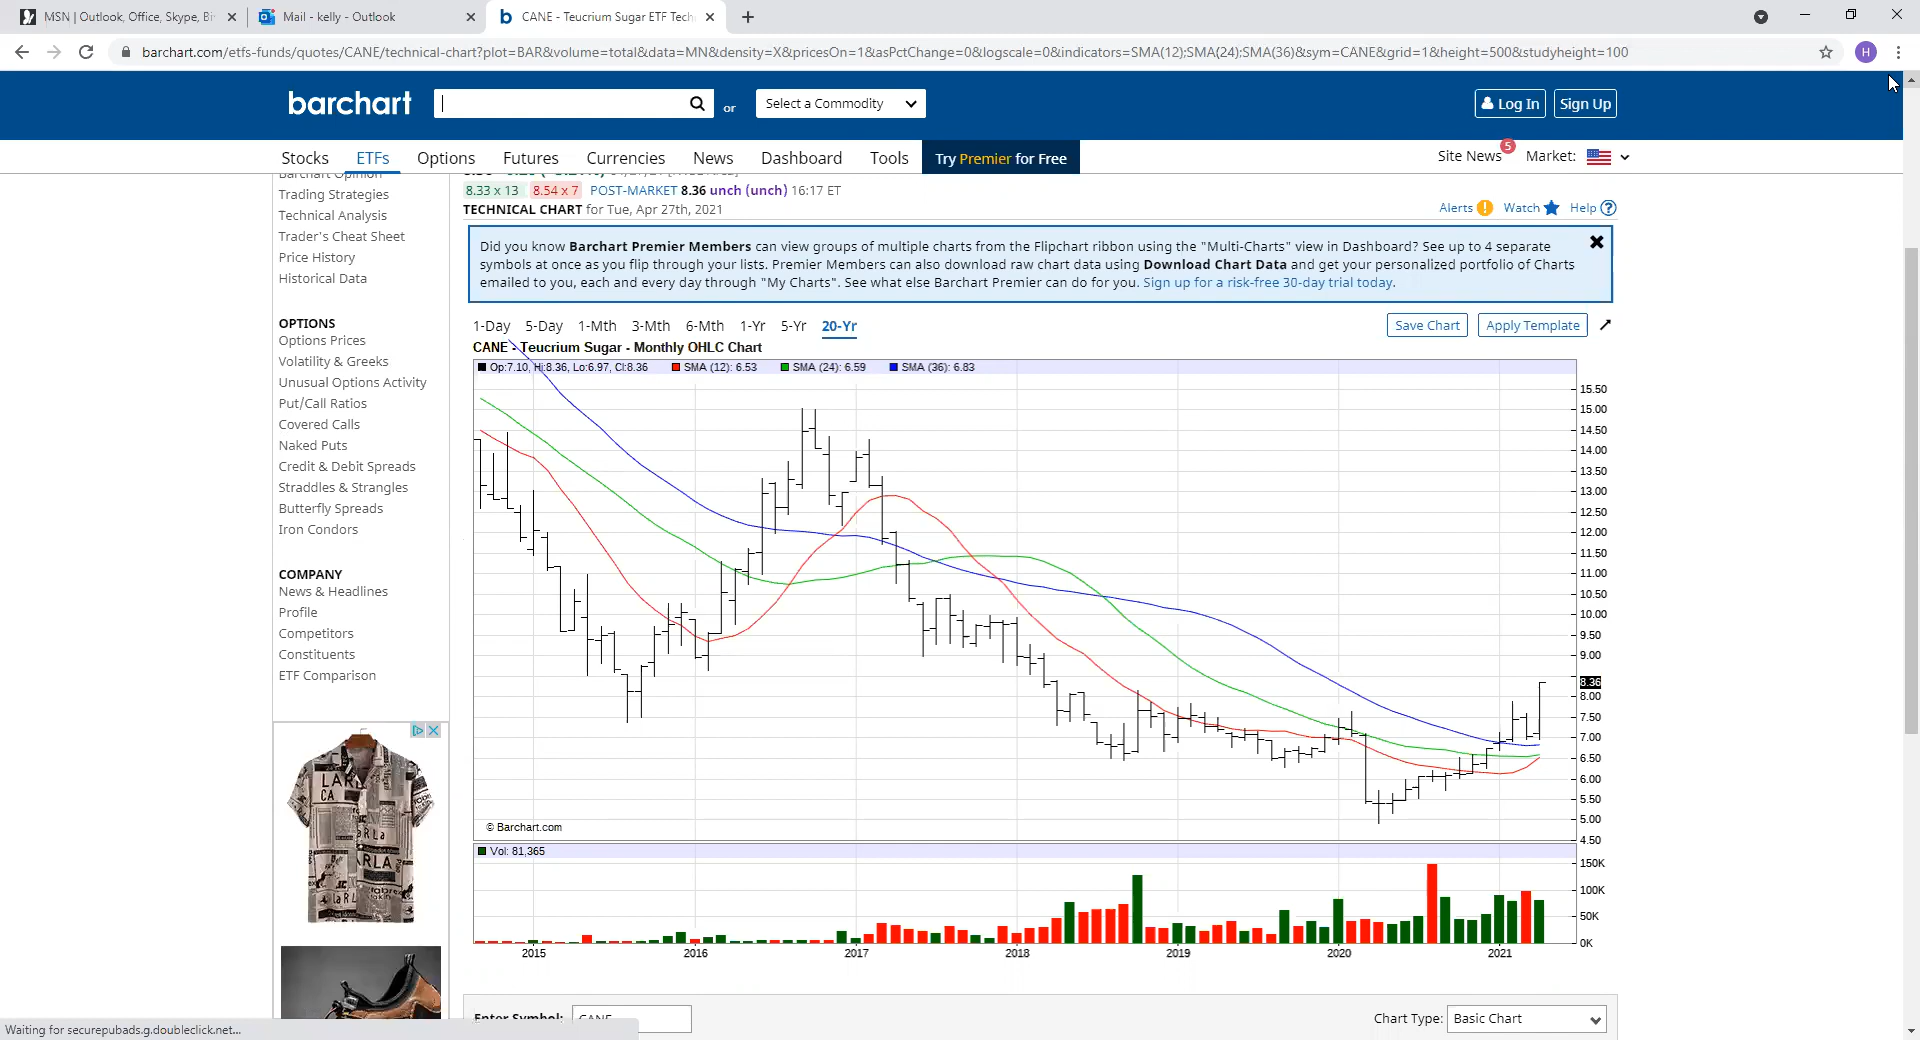 MSN | Outlook, Office, Skype, Bi
Mail - kelly - Outlook
CANE - Teucrium Sugar ETF Tech
barchart.com/etfs-funds/quotes/CANE/technical-chart?plot=BAR&volume=total&data=MN&density=X&pricesOn=1&asPctChange=0&logscale=0&indicators=SMA(12);SMA(24);SMA(36)&sym=CANE&grid=1&height=500&studyheight=100
H
barchart
or
Select a Commodity
Log In
Sign Up
Stocks ETFs Options Futures Currencies News Dashboard Tools Try Premier for Free
Site News 5 Market:
Barchart Opinion
Trading Strategies
Technical Analysis
Trader's Cheat Sheet
Price History
Historical Data
OPTIONS
Options Prices
Volatility & Greeks
Unusual Options Activity
Put/Call Ratios
Covered Calls
Naked Puts
Credit & Debit Spreads
Straddles & Strangles
Butterfly Spreads
Iron Condors
COMPANY
News & Headlines
Profile
Competitors
Constituents
ETF Comparison
8.33 x 13 8.54 x 7 POST-MARKET 8.36 unch (unch) 16:17 ET
TECHNICAL CHART for Tue, Apr 27th, 2021
Alerts Watch Help
Did you know Barchart Premier Members can view groups of multiple charts from the Flipchart ribbon using the "Multi-Charts" view in Dashboard? See up to 4 separate
symbols at once as you flip through your lists. Premier Members can also download raw chart data using Download Chart Data and get your personalized portfolio of Charts
emailed to you, each and every day through "My Charts". See what else Barchart Premier can do for you. Sign up for a risk-free 30-day trial today.
1-Day 5-Day 1-Mth 3-Mth 6-Mth 1-Yr 5-Yr 20-Yr
Save Chart
Apply Template
CANE - Teucrium Sugar - Monthly OHLC Chart
Op:7.10, Hi:8.36, Lo:6.97, Cl:8.36 SMA (12): 6.53 SMA (24): 6.59 SMA (36): 6.83
15.50
15.00
14.50
14.00
13.50
13.00
12.50
12.00
11.50
11.00
10.50
10.00
9.50
9.00
8.36
8.00
7.50
7.00
6.50
6.00
5.50
5.00
4.50
© Barchart.com
Vol: 81,365
150K
100K
50K
0K
2015 2016 2017 2018 2019 2020 2021
Enter Symbol: CANE
Chart Type: Basic Chart
Waiting for securepubads.g.doubleclick.net...